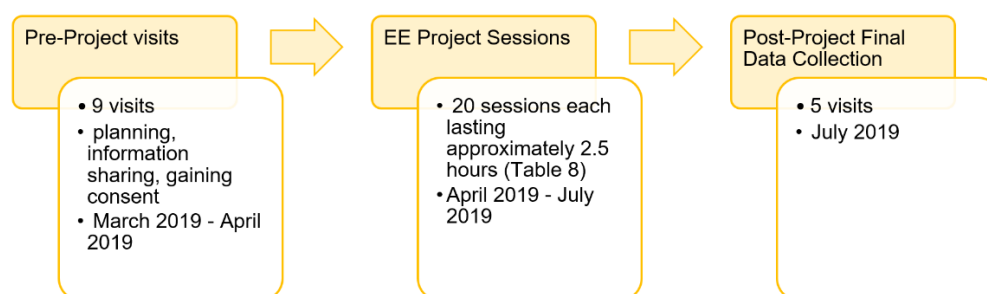 Pre-Project visits
• 9 visits
• planning,
information
sharing, gaining
consent
• March 2019 - April
2019
EE Project Sessions
• 20 sessions each
lasting
approximately 2.5
hours (Table 8)
• April 2019 - July
2019
Post-Project Final
Data Collection
• 5 visits
• July 2019